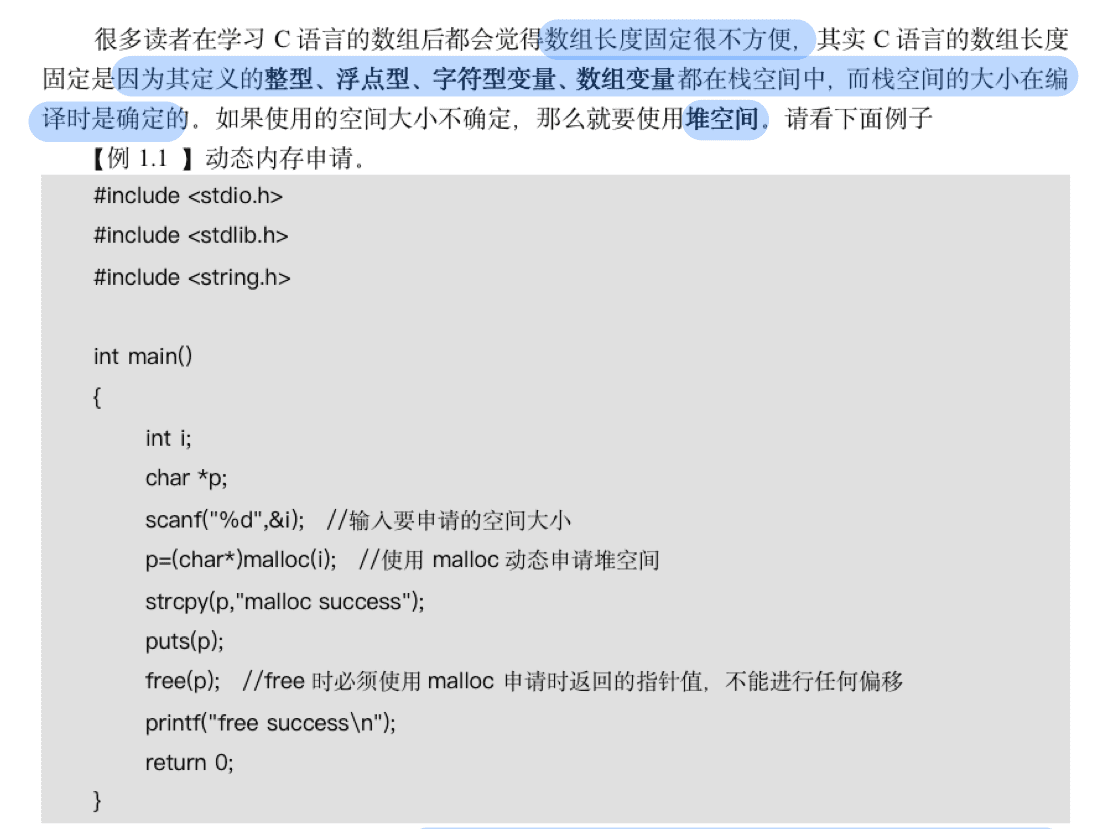 很多读者在学习 C 语言的数组后都会觉得数组长度固定很不方便，其实 C 语言的数组长度
固定是因为其定义的整型、浮点型、字符型变量、数组变量都在栈空间中，而栈空间的大小在编
译时是确定的。如果使用的空间大小不确定，那么就要使用堆空间。请看下面例子
【例 1.1 】动态内存申请。
#include <stdio.h>
#include <stdlib.h>
#include <string.h>
int main()
{
int i;
char *p;
scanf("%d",&i); //输入要申请的空间大小
p=(char*)malloc(i); //使用 malloc 动态申请堆空间
strcpy(p,"malloc success");
puts(p);
free(p); //free 时必须使用 malloc 申请时返回的指针值，不能进行任何偏移
printf("free success\n");
return 0;
}